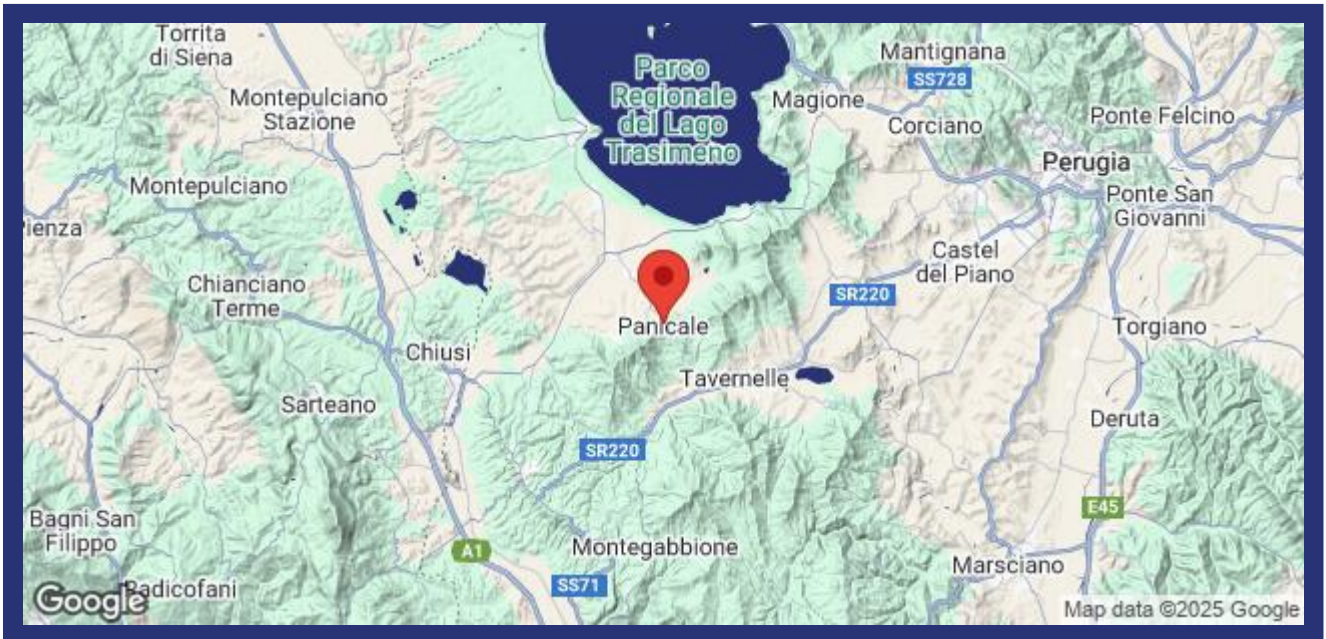 Torrita
di Siena
Montepulciano
Stazione
Parco
Regionale
del Lago
Trasimeno
Mantignana
SS728
Magione
Corciano
Ponte Felcino
Perugia
Montepulciano
Ponte San
Giovanni
ienza
Castel
del Piano
Chianciano
Terme
SR220
Panicale
Torgiano
Chiusi
Tavernelle
Sarteano
Deruta
SR220
E45
Bagni San
Filippo
A1
Montegabbione
Marsciano
SS71
Radicofani
Google
Map data ©2025 Google